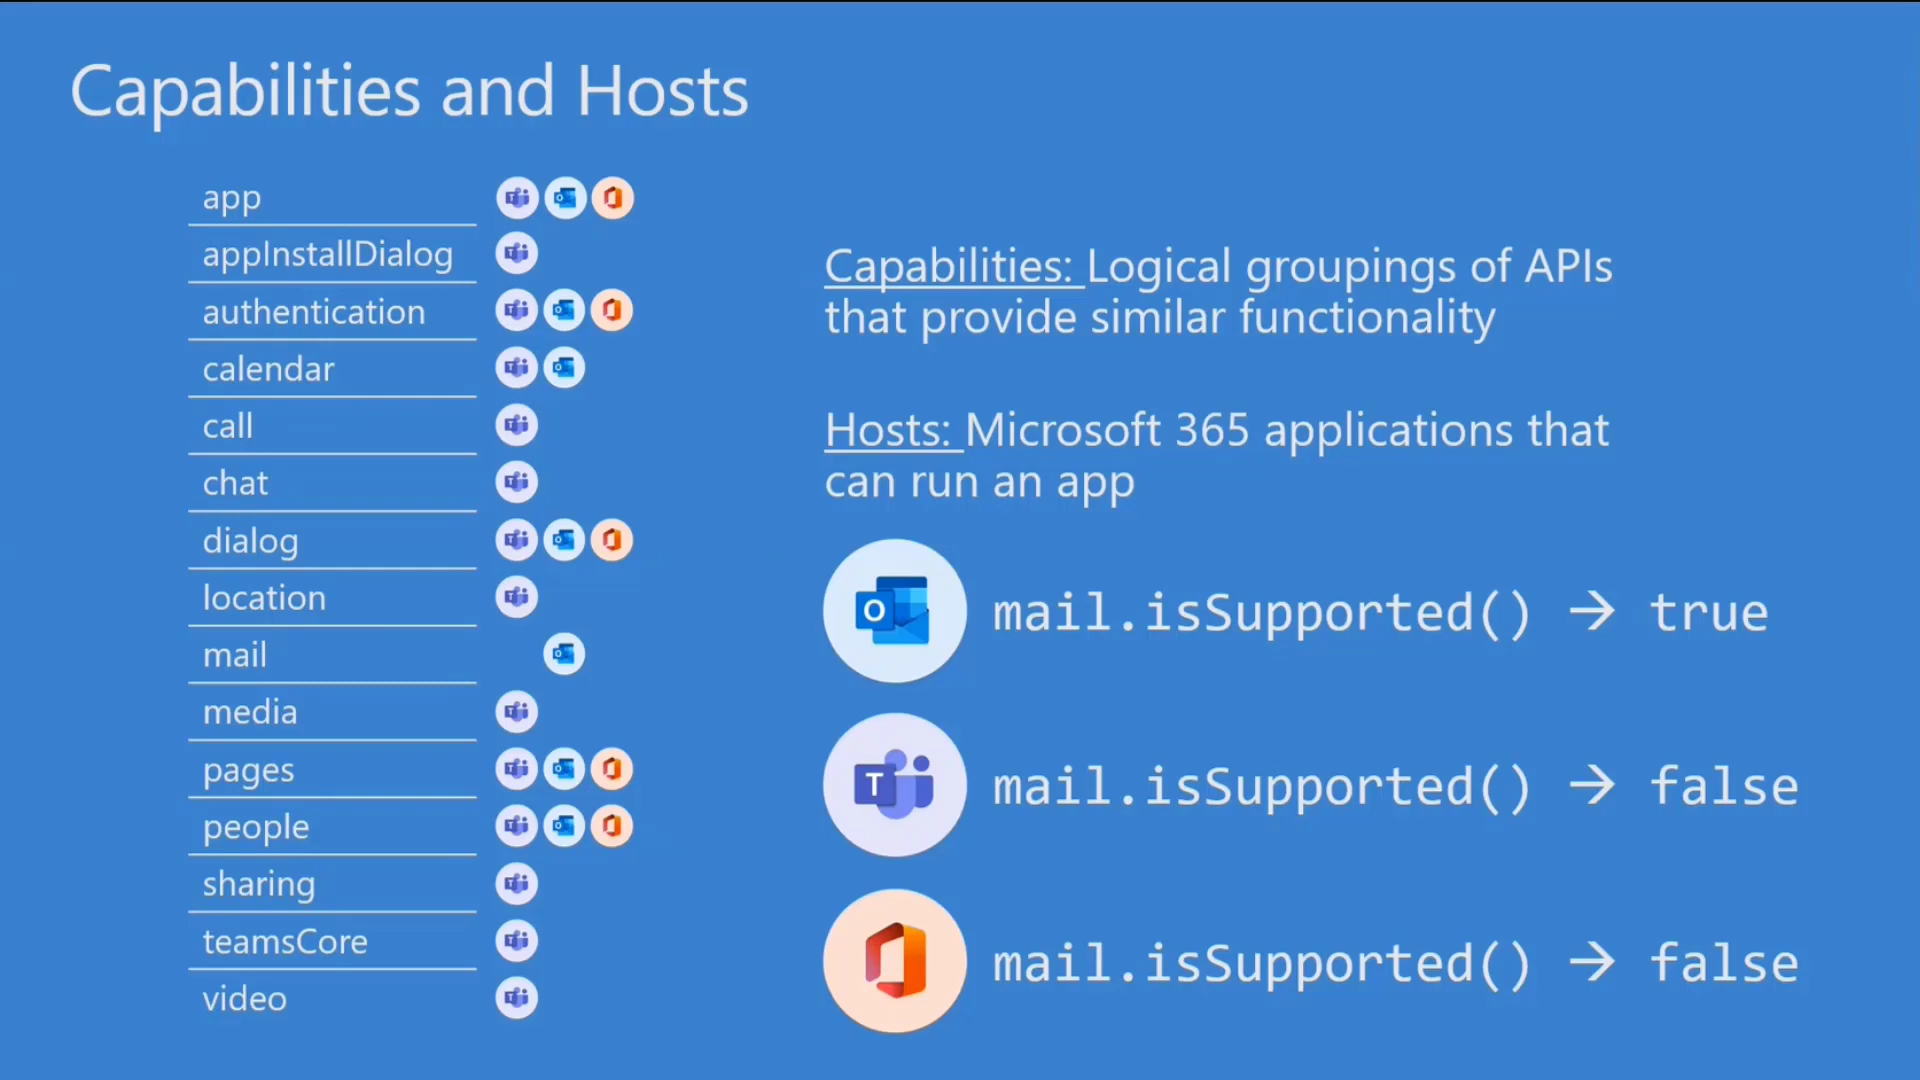 Capabilities and Hosts
app
appInstallDialog
authentication
calendar
call
chat
dialog
location
mail
media
pages
people
sharing
teamsCore
video
Capabilities: Logical groupings of APIs
that provide similar functionality
Hosts: Microsoft 365 applications that
can run an app
O mail.isSupported() → true
T mail.isSupported() → false
mail.isSupported() → false